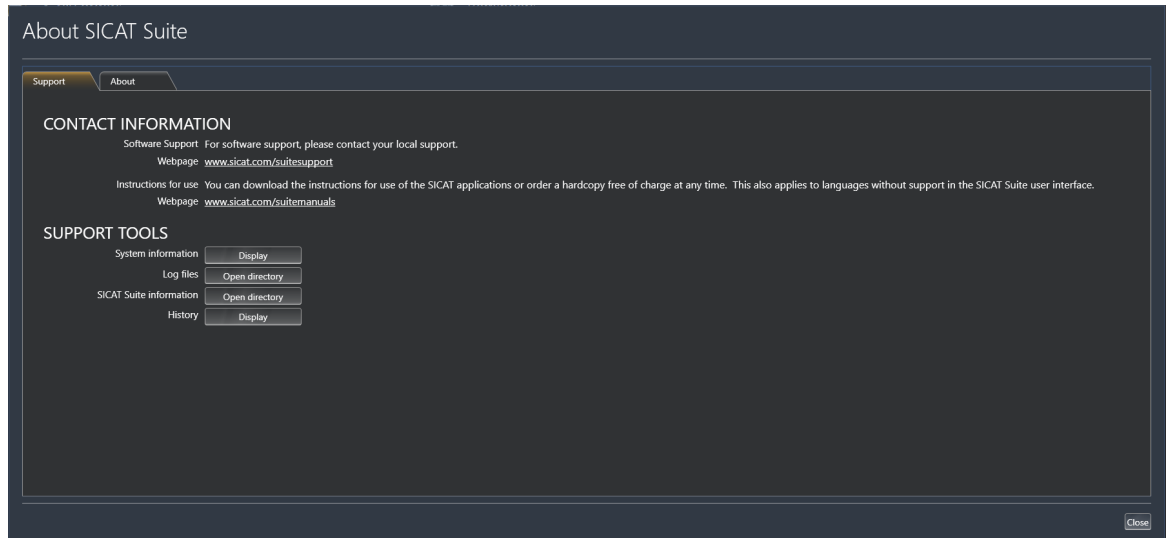 About SICAT Suite
Support
About
CONTACT INFORMATION
Software Support For software support, please contact your local support.
Webpage www.sicat.com/suitesupport
Instructions for use You can download the instructions for use of the SICAT applications or order a hardcopy free of charge at any time. This also applies to languages without support in the SICAT Suite user interface.
Webpage www.sicat.com/suitemanuals
SUPPORT TOOLS
System information Display
Log files Open directory
SICAT Suite information Open directory
History Display
Close